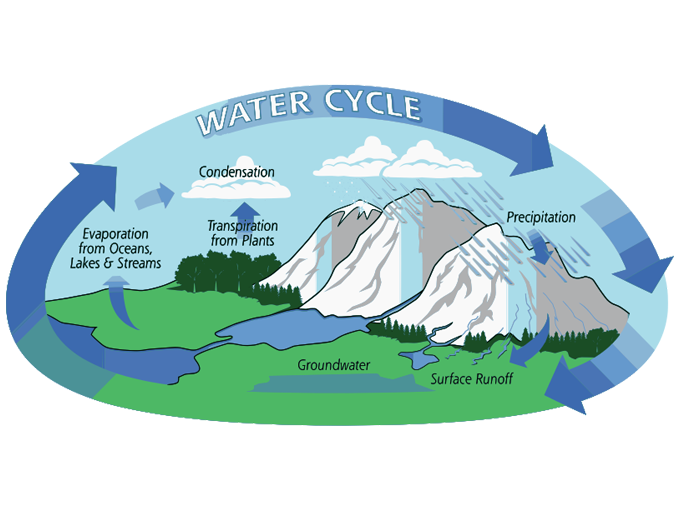 WATER CYCLE
Condensation
Evaporation
from Oceans,
Lakes & Streams
Transpiration
from Plants
Precipitation
Groundwater
Surface Runoff